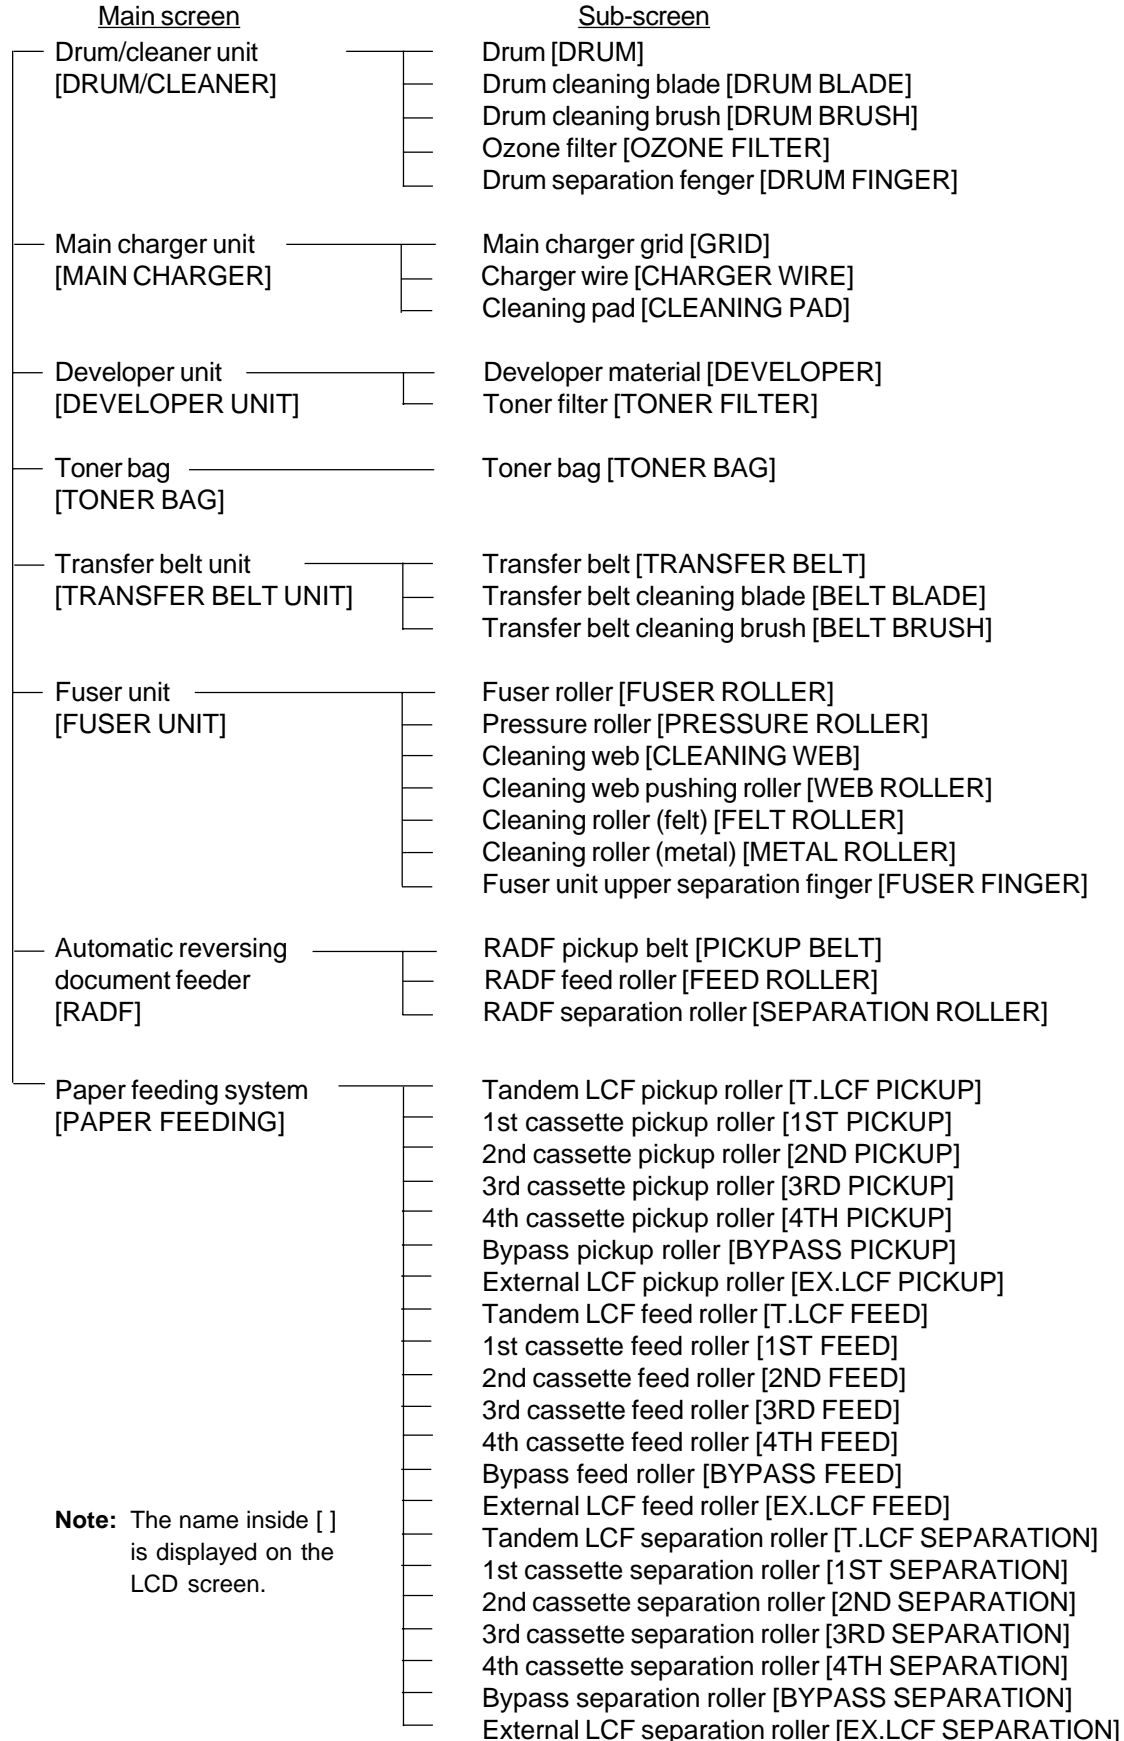 Main screen Sub-screen
Drum/cleaner unit Drum [DRUM]
[DRUM/CLEANER] Drum cleaning blade [DRUM BLADE]
Drum cleaning brush [DRUM BRUSH]
Ozone filter [OZONE FILTER]
Drum separation fenger [DRUM FINGER]
Main charger unit Main charger grid [GRID]
[MAIN CHARGER] Charger wire [CHARGER WIRE]
Cleaning pad [CLEANING PAD]
Developer unit Developer material [DEVELOPER]
[DEVELOPER UNIT] Toner filter [TONER FILTER]
Toner bag Toner bag [TONER BAG]
[TONER BAG]
Transfer belt unit Transfer belt [TRANSFER BELT]
[TRANSFER BELT UNIT] Transfer belt cleaning blade [BELT BLADE]
Transfer belt cleaning brush [BELT BRUSH]
Fuser unit Fuser roller [FUSER ROLLER]
[FUSER UNIT] Pressure roller [PRESSURE ROLLER]
Cleaning web [CLEANING WEB]
Cleaning web pushing roller [WEB ROLLER]
Cleaning roller (felt) [FELT ROLLER]
Cleaning roller (metal) [METAL ROLLER]
Fuser unit upper separation finger [FUSER FINGER]
Automatic reversing RADF pickup belt [PICKUP BELT]
document feeder RADF feed roller [FEED ROLLER]
[RADF] RADF separation roller [SEPARATION ROLLER]
Paper feeding system Tandem LCF pickup roller [T.LCF PICKUP]
[PAPER FEEDING] 1st cassette pickup roller [1ST PICKUP]
2nd cassette pickup roller [2ND PICKUP]
3rd cassette pickup roller [3RD PICKUP]
4th cassette pickup roller [4TH PICKUP]
Bypass pickup roller [BYPASS PICKUP]
External LCF pickup roller [EX.LCF PICKUP]
Tandem LCF feed roller [T.LCF FEED]
1st cassette feed roller [1ST FEED]
2nd cassette feed roller [2ND FEED]
3rd cassette feed roller [3RD FEED]
4th cassette feed roller [4TH FEED]
Bypass feed roller [BYPASS FEED]
External LCF feed roller [EX.LCF FEED]
Tandem LCF separation roller [T.LCF SEPARATION]
1st cassette separation roller [1ST SEPARATION]
2nd cassette separation roller [2ND SEPARATION]
3rd cassette separation roller [3RD SEPARATION]
4th cassette separation roller [4TH SEPARATION]
Bypass separation roller [BYPASS SEPARATION]
External LCF separation roller [EX.LCF SEPARATION]
Note: The name inside [ ]
is displayed on the
LCD screen.